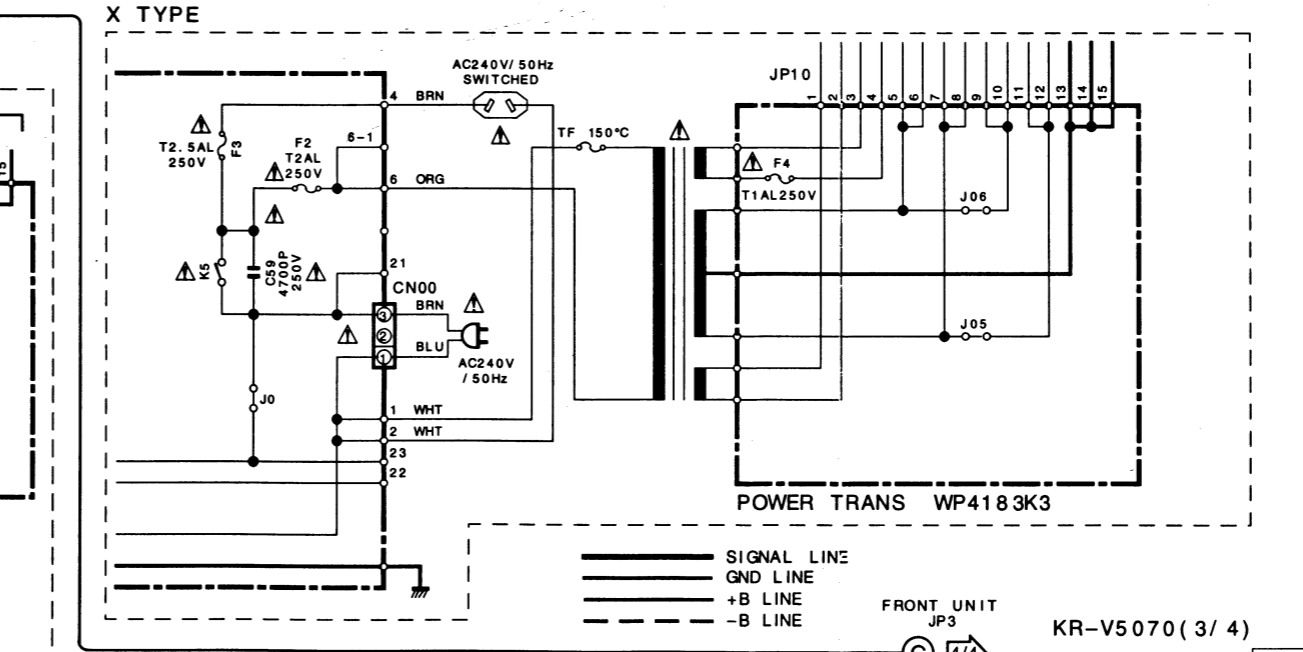 X TYPE
AC240V/50Hz
SWITCHED
JP10
1 2 3 4 5 6 7 8 9 10 11 12 13 14 15
4 BRN
T2.5AL
250V
F3
F2
T2AL
250V
6-1
TF 150°C
F4
T1AL250V
6 ORG
J06
K5
C59
4700P
250V
21
CN00
BRN
3
2
1
BLU
AC240V
/50Hz
J05
J0
1 WHT
2 WHT
23
22
POWER TRANS WP4183K3
SIGNAL LINE
GND LINE
+B LINE
-B LINE
FRONT UNIT
JP3
KR-V5070(3/4)
15